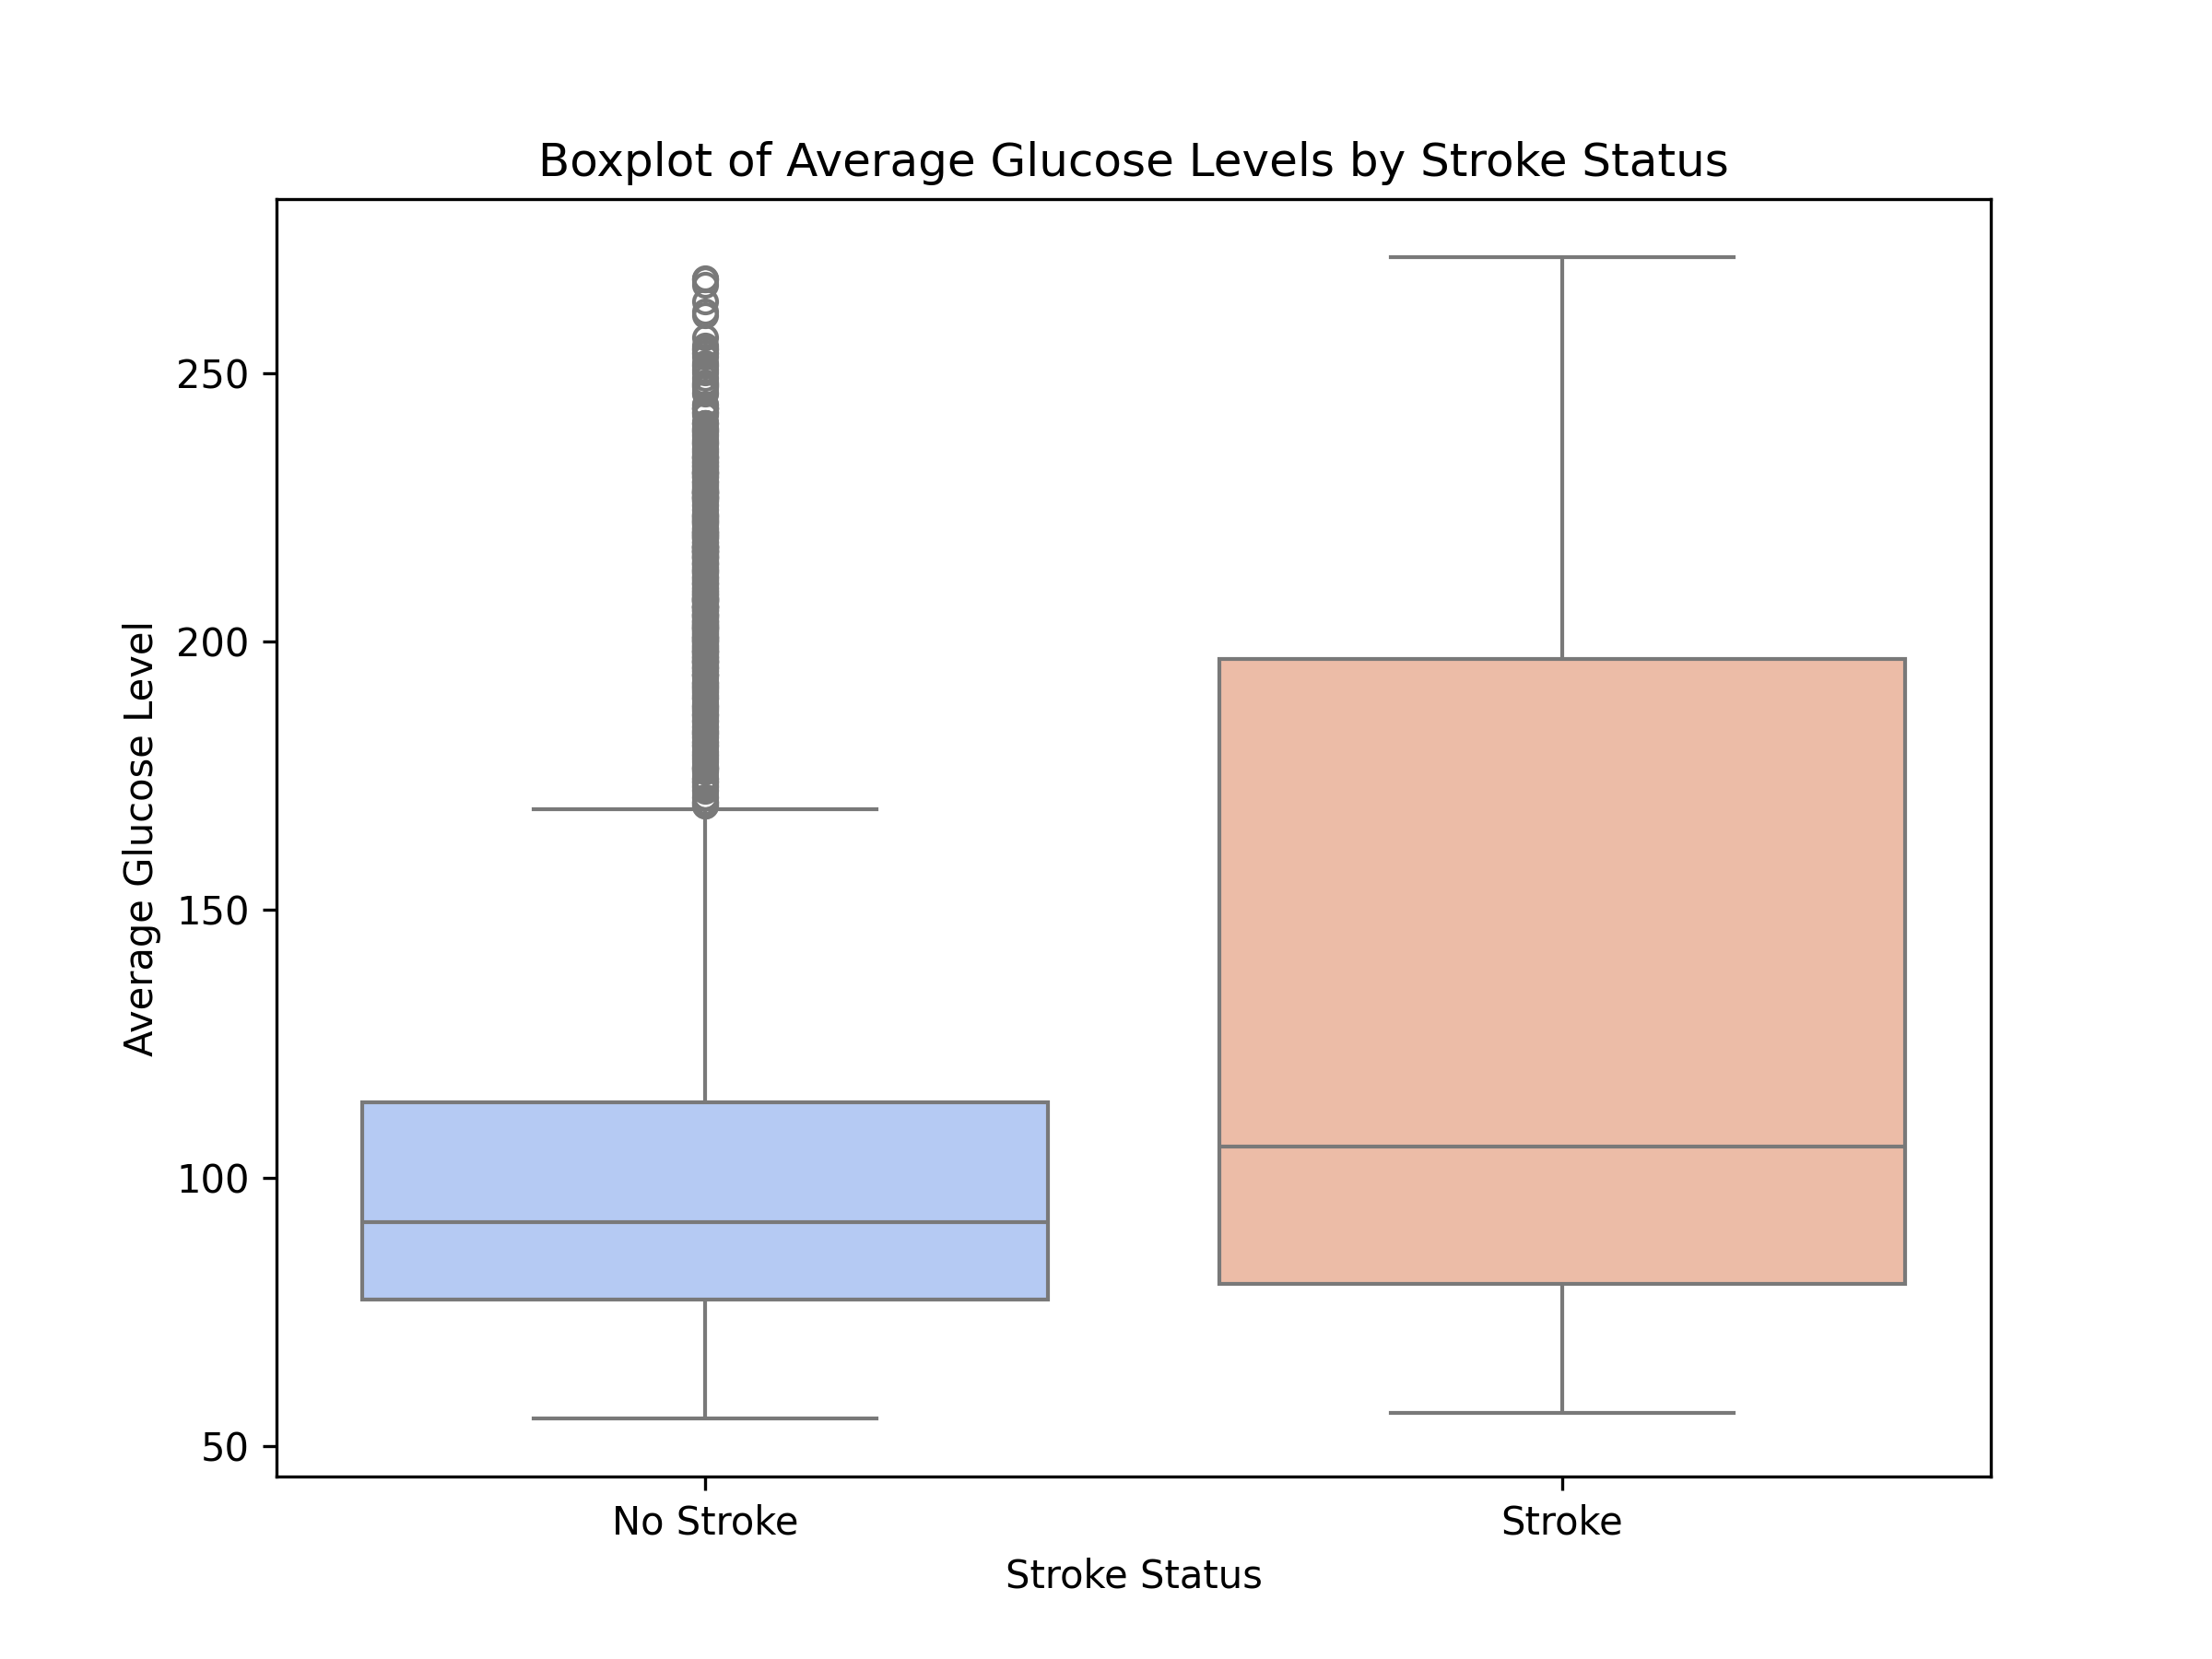 Boxplot of Average Glucose Levels by Stroke Status
Average Glucose Level
250
200
150
100
50
No Stroke
Stroke
Stroke Status